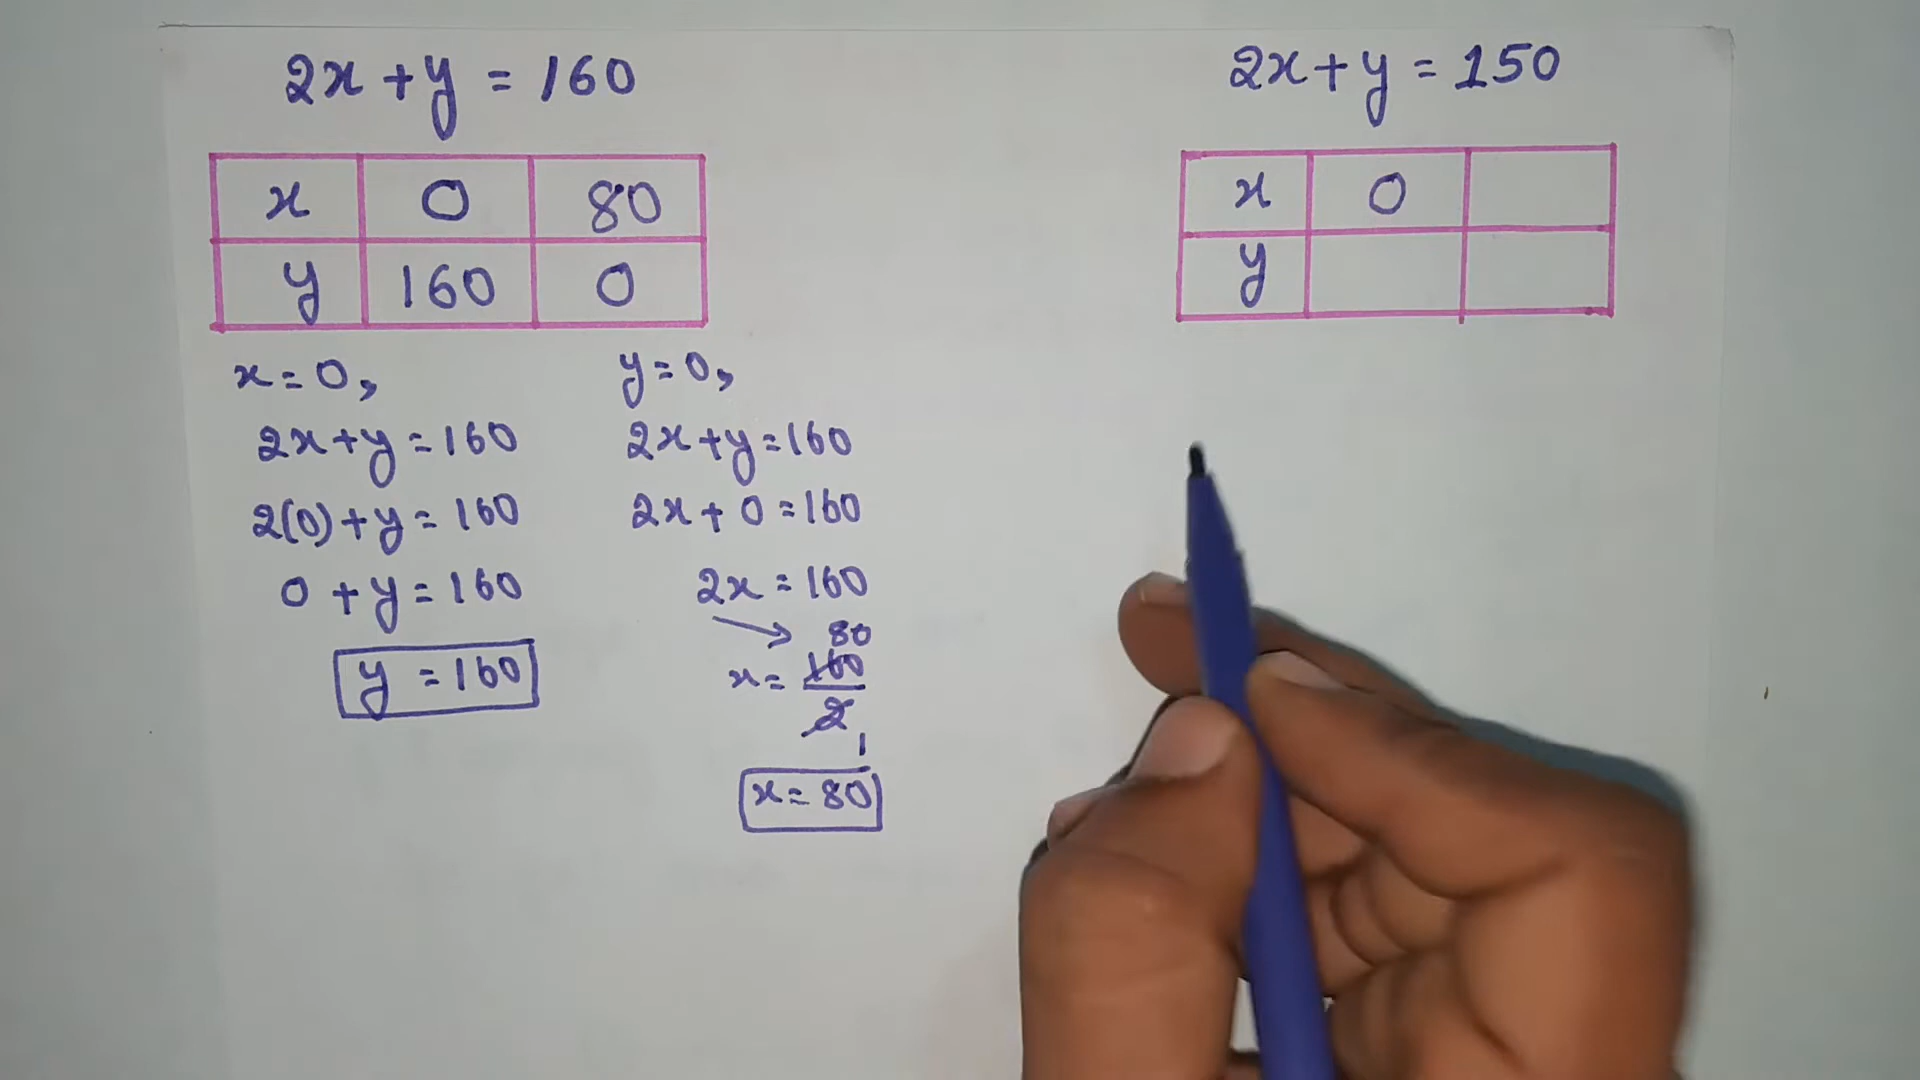 2x + y = 160
x 0 80
y 160 0
x = 0,
2x + y = 160
2(0) + y = 160
0 + y = 160
y = 160
y = 0,
2x + y = 160
2x + 0 = 160
2x = 160
80
x = 160
2
1
x = 80
2x + y = 150
x 0
y